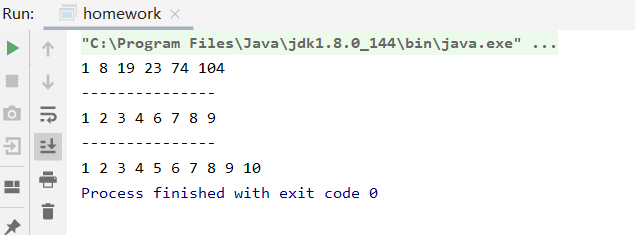 Run: homework ×
"C:\Program Files\Java\jdk1.8.0_144\bin\java.exe" ...
1 8 19 23 74 104
---------------
1 2 3 4 6 7 8 9
---------------
1 2 3 4 5 6 7 8 9 10
Process finished with exit code 0